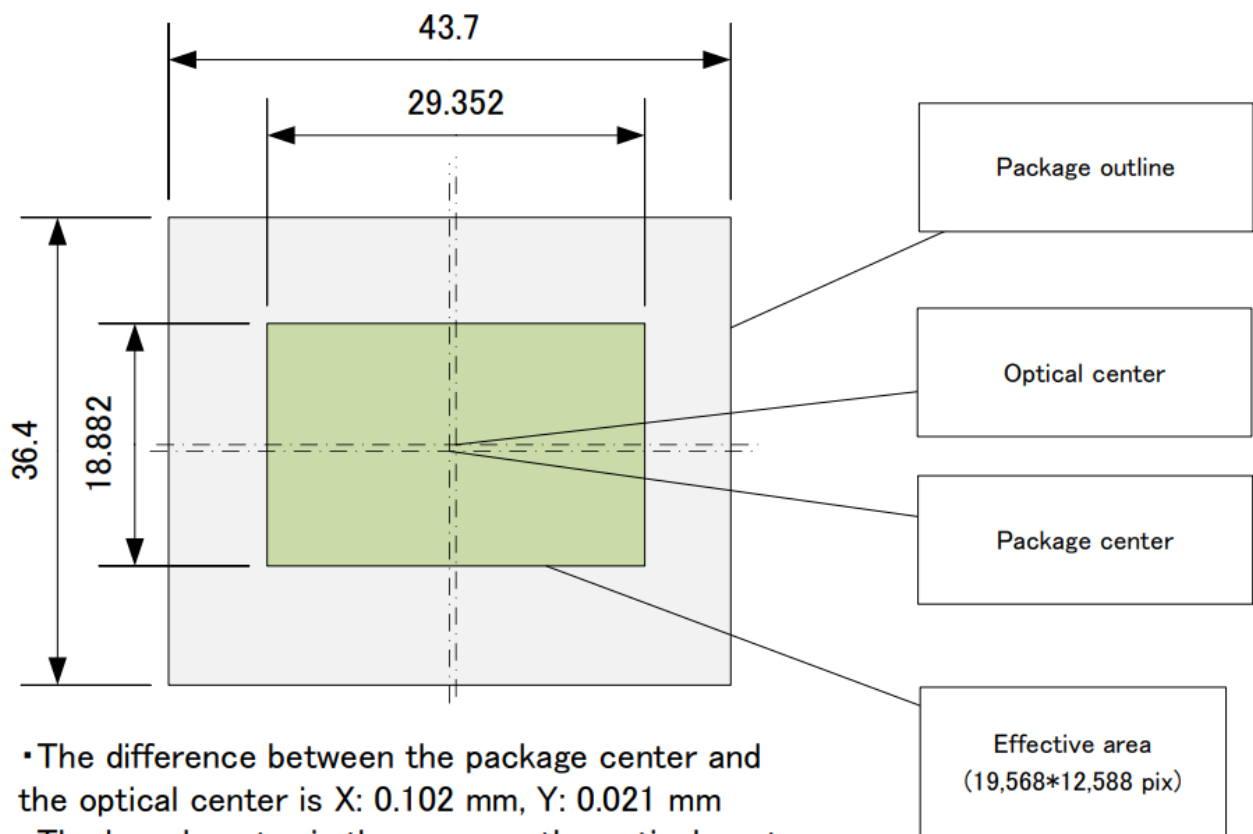 43.7
29.352
Package outline
Optical center
36.4
18.882
Package center
Effective area
(19,568*12,588 pix)
・The difference between the package center and
the optical center is X: 0.102 mm, Y: 0.021 mm